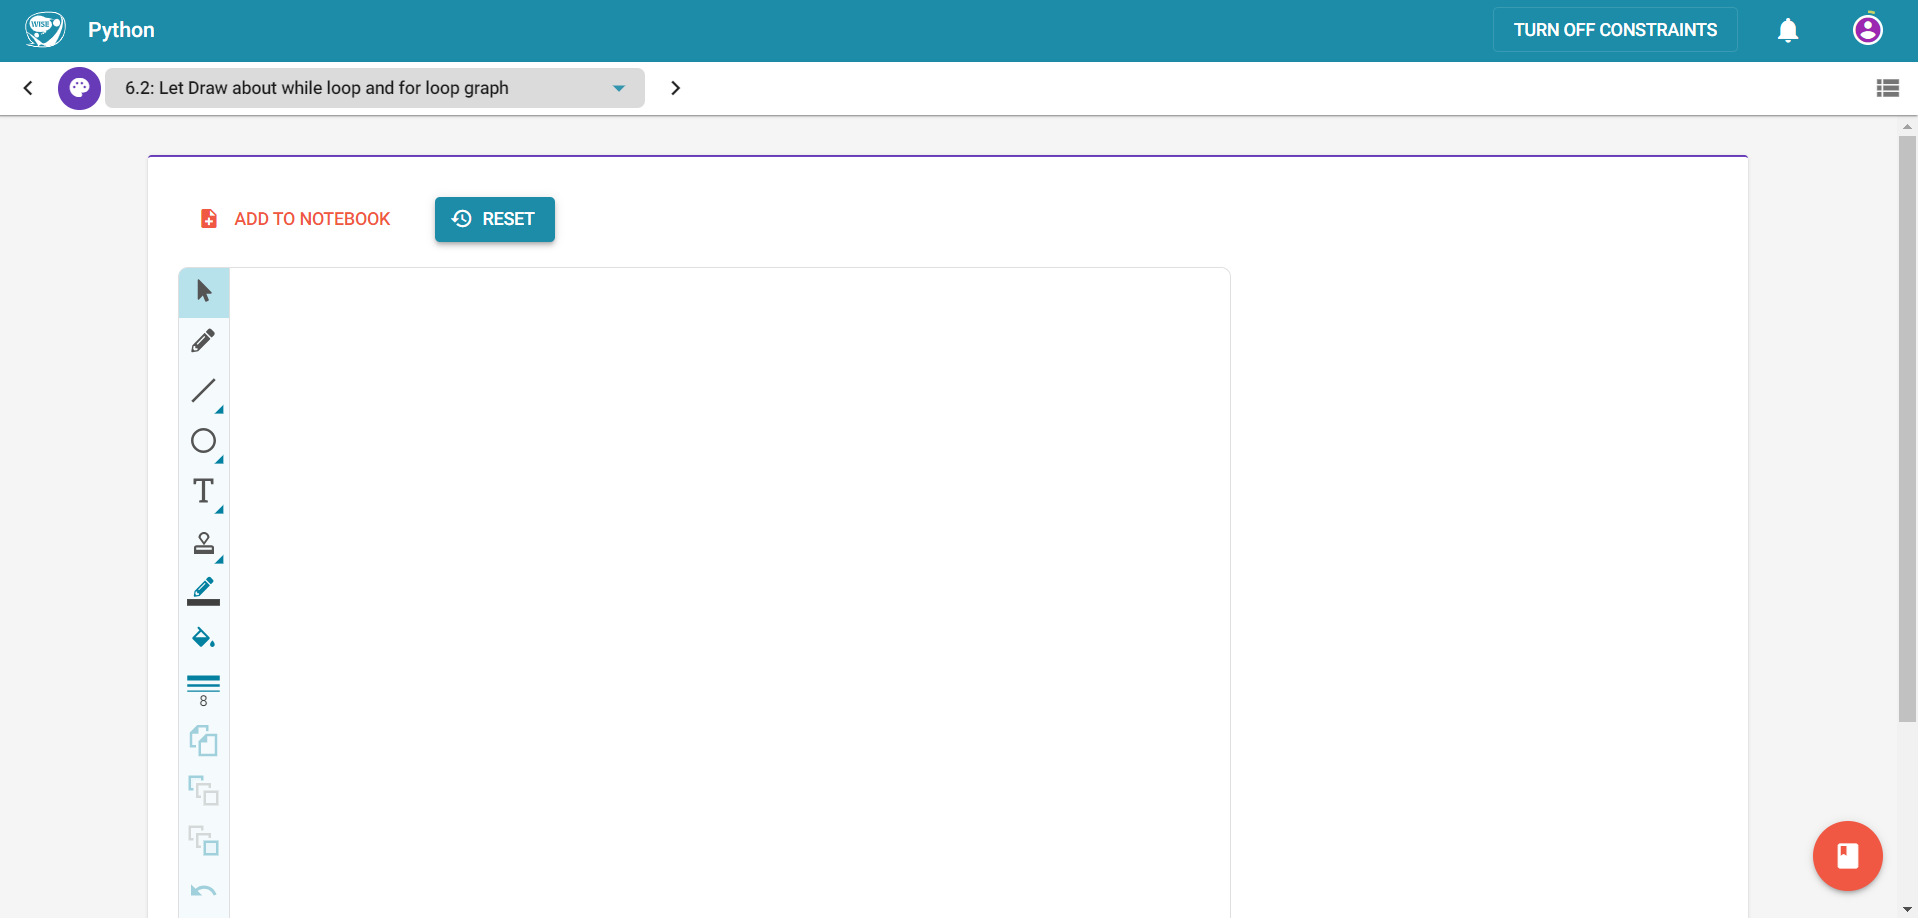 WISE
Python
TURN OFF CONSTRAINTS
6.2: Let Draw about while loop and for loop graph
ADD TO NOTEBOOK
RESET
T
8